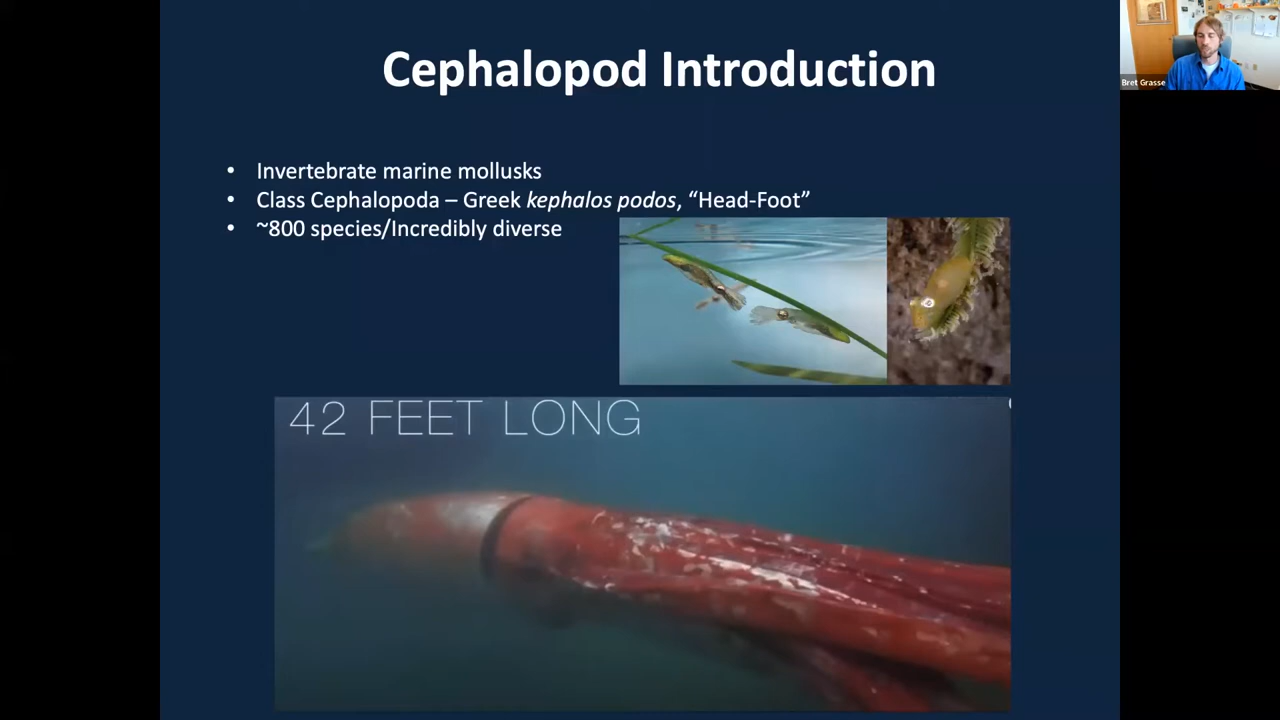 Cephalopod Introduction
Bret Grasse
• Invertebrate marine mollusks
• Class Cephalopoda – Greek kephalos podos, “Head-Foot”
• ~800 species/Incredibly diverse
42 FEET LONG